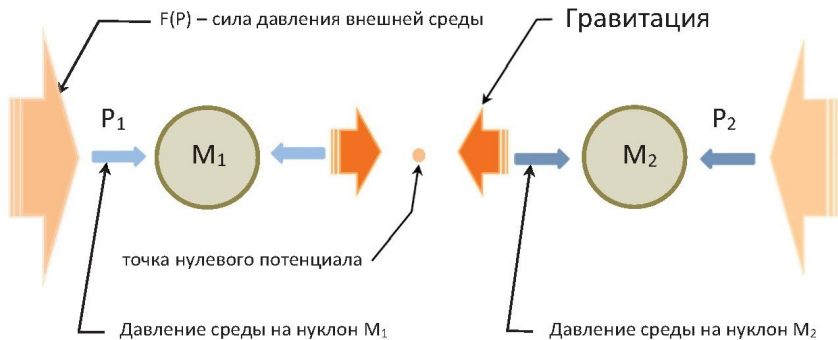 F(P) – сила давления внешней среды
Гравитация
P₁
M₁
M₂
P₂
точка нулевого потенциала
Давление среды на нуклон M₁
Давление среды на нуклон M₂